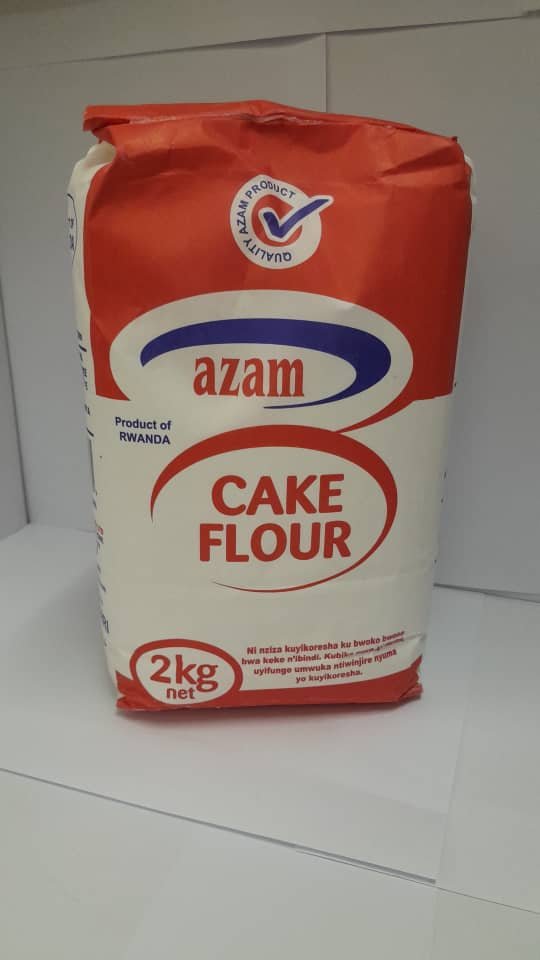 QUALITY AZAM PRODUCT
azam
Product of
RWANDA
CAKE
FLOUR
2kg
net
Ni nziza kuyikoresha ku bwoko bwose
bwa keke n'ibindi.
uyifunge umwuka ntiwinjire nyuma
yo kuyikoresha.